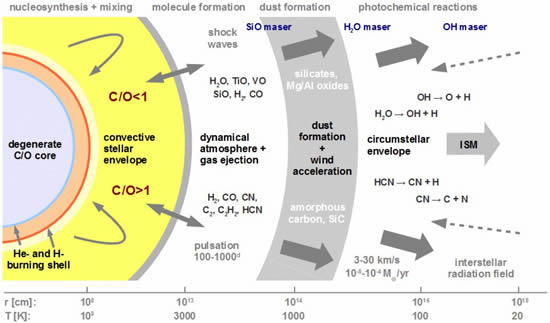 nucleosynthesis + mixing
molecule formation
dust formation
photochemical reactions
shock
waves
SiO maser
H₂O maser
OH maser
H₂O, TiO, VO
SiO, H₂, CO
silicates,
Mg/Al oxides
OH → O + H
H₂O → OH + H
C/O<1
degenerate
C/O core
convective
stellar
envelope
dynamical
atmosphere +
gas ejection
dust
formation
+
wind
acceleration
circumstellar
envelope
ISM
C/O>1
H₂, CO, CN,
C₂, C₂H₂, HCN
amorphous
carbon, SiC
HCN → CN + H
CN → C + N
He- and H-
burning shell
pulsation
100-1000ᵈ
3-30 km/s
10⁻⁸-10⁻⁴ M☉/yr
interstellar
radiation field
r [cm]: 10⁹ 10¹³ 10¹⁴ 10¹⁶ 10¹⁸
T [K]: 10⁸ 3000 1000 100 20